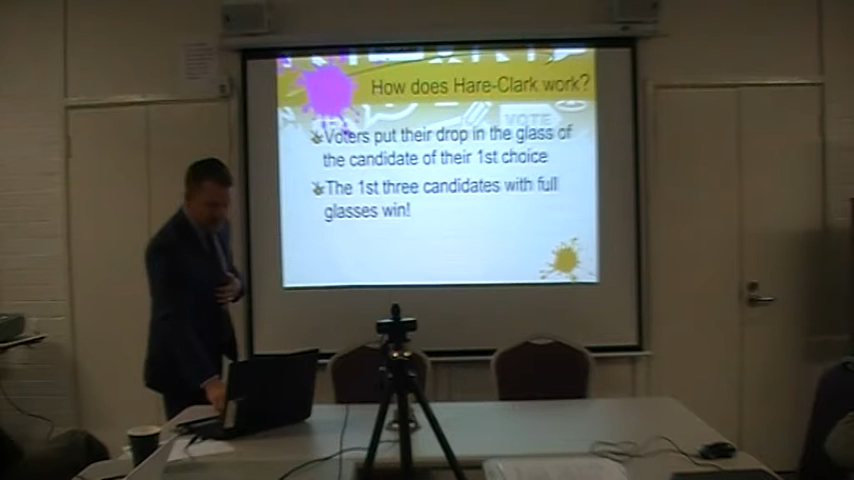 How does Hare-Clark work?
VOTE
Voters put their drop in the glass of
the candidate of their 1st choice
The 1st three candidates with full
glasses win!